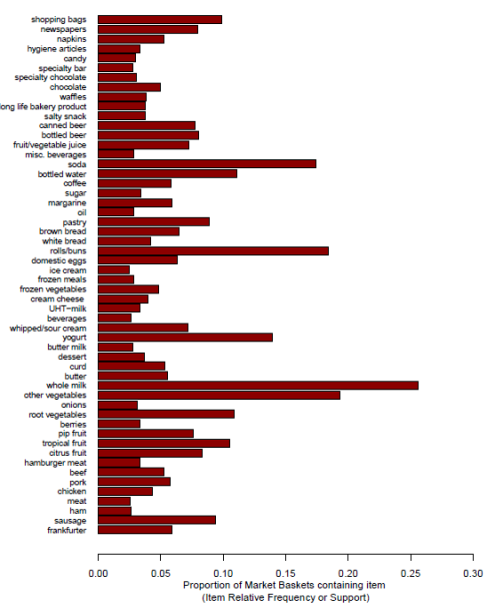 shopping bags
newspapers
napkins
hygiene articles
candy
specialty bar
specialty chocolate
chocolate
waffles
long life bakery product
salty snack
canned beer
bottled beer
fruit/vegetable juice
misc. beverages
soda
bottled water
coffee
sugar
margarine
oil
pastry
brown bread
white bread
rolls/buns
domestic eggs
ice cream
frozen meals
frozen vegetables
cream cheese
UHT-milk
beverages
whipped/sour cream
yogurt
butter milk
dessert
curd
butter
whole milk
other vegetables
onions
root vegetables
berries
pip fruit
tropical fruit
citrus fruit
hamburger meat
beef
pork
chicken
meat
ham
sausage
frankfurter
0.00 0.05 0.10 0.15 0.20 0.25 0.30
Proportion of Market Baskets containing item
(Item Relative Frequency or Support)